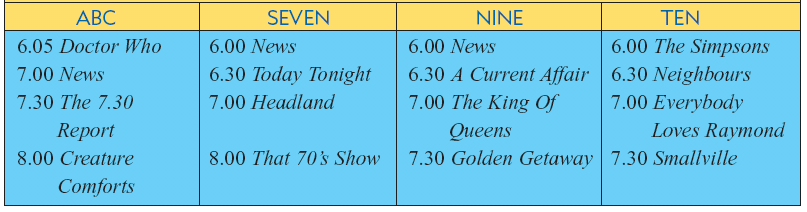 ABC
6.05 Doctor Who
7.00 News
7.30 The 7.30
Report
8.00 Creature
Comforts
SEVEN
6.00 News
6.30 Today Tonight
7.00 Headland
8.00 That 70's Show
NINE
6.00 News
6.30 A Current Affair
7.00 The King Of
Queens
7.30 Golden Getaway
TEN
6.00 The Simpsons
6.30 Neighbours
7.00 Everybody
Loves Raymond
7.30 Smallville